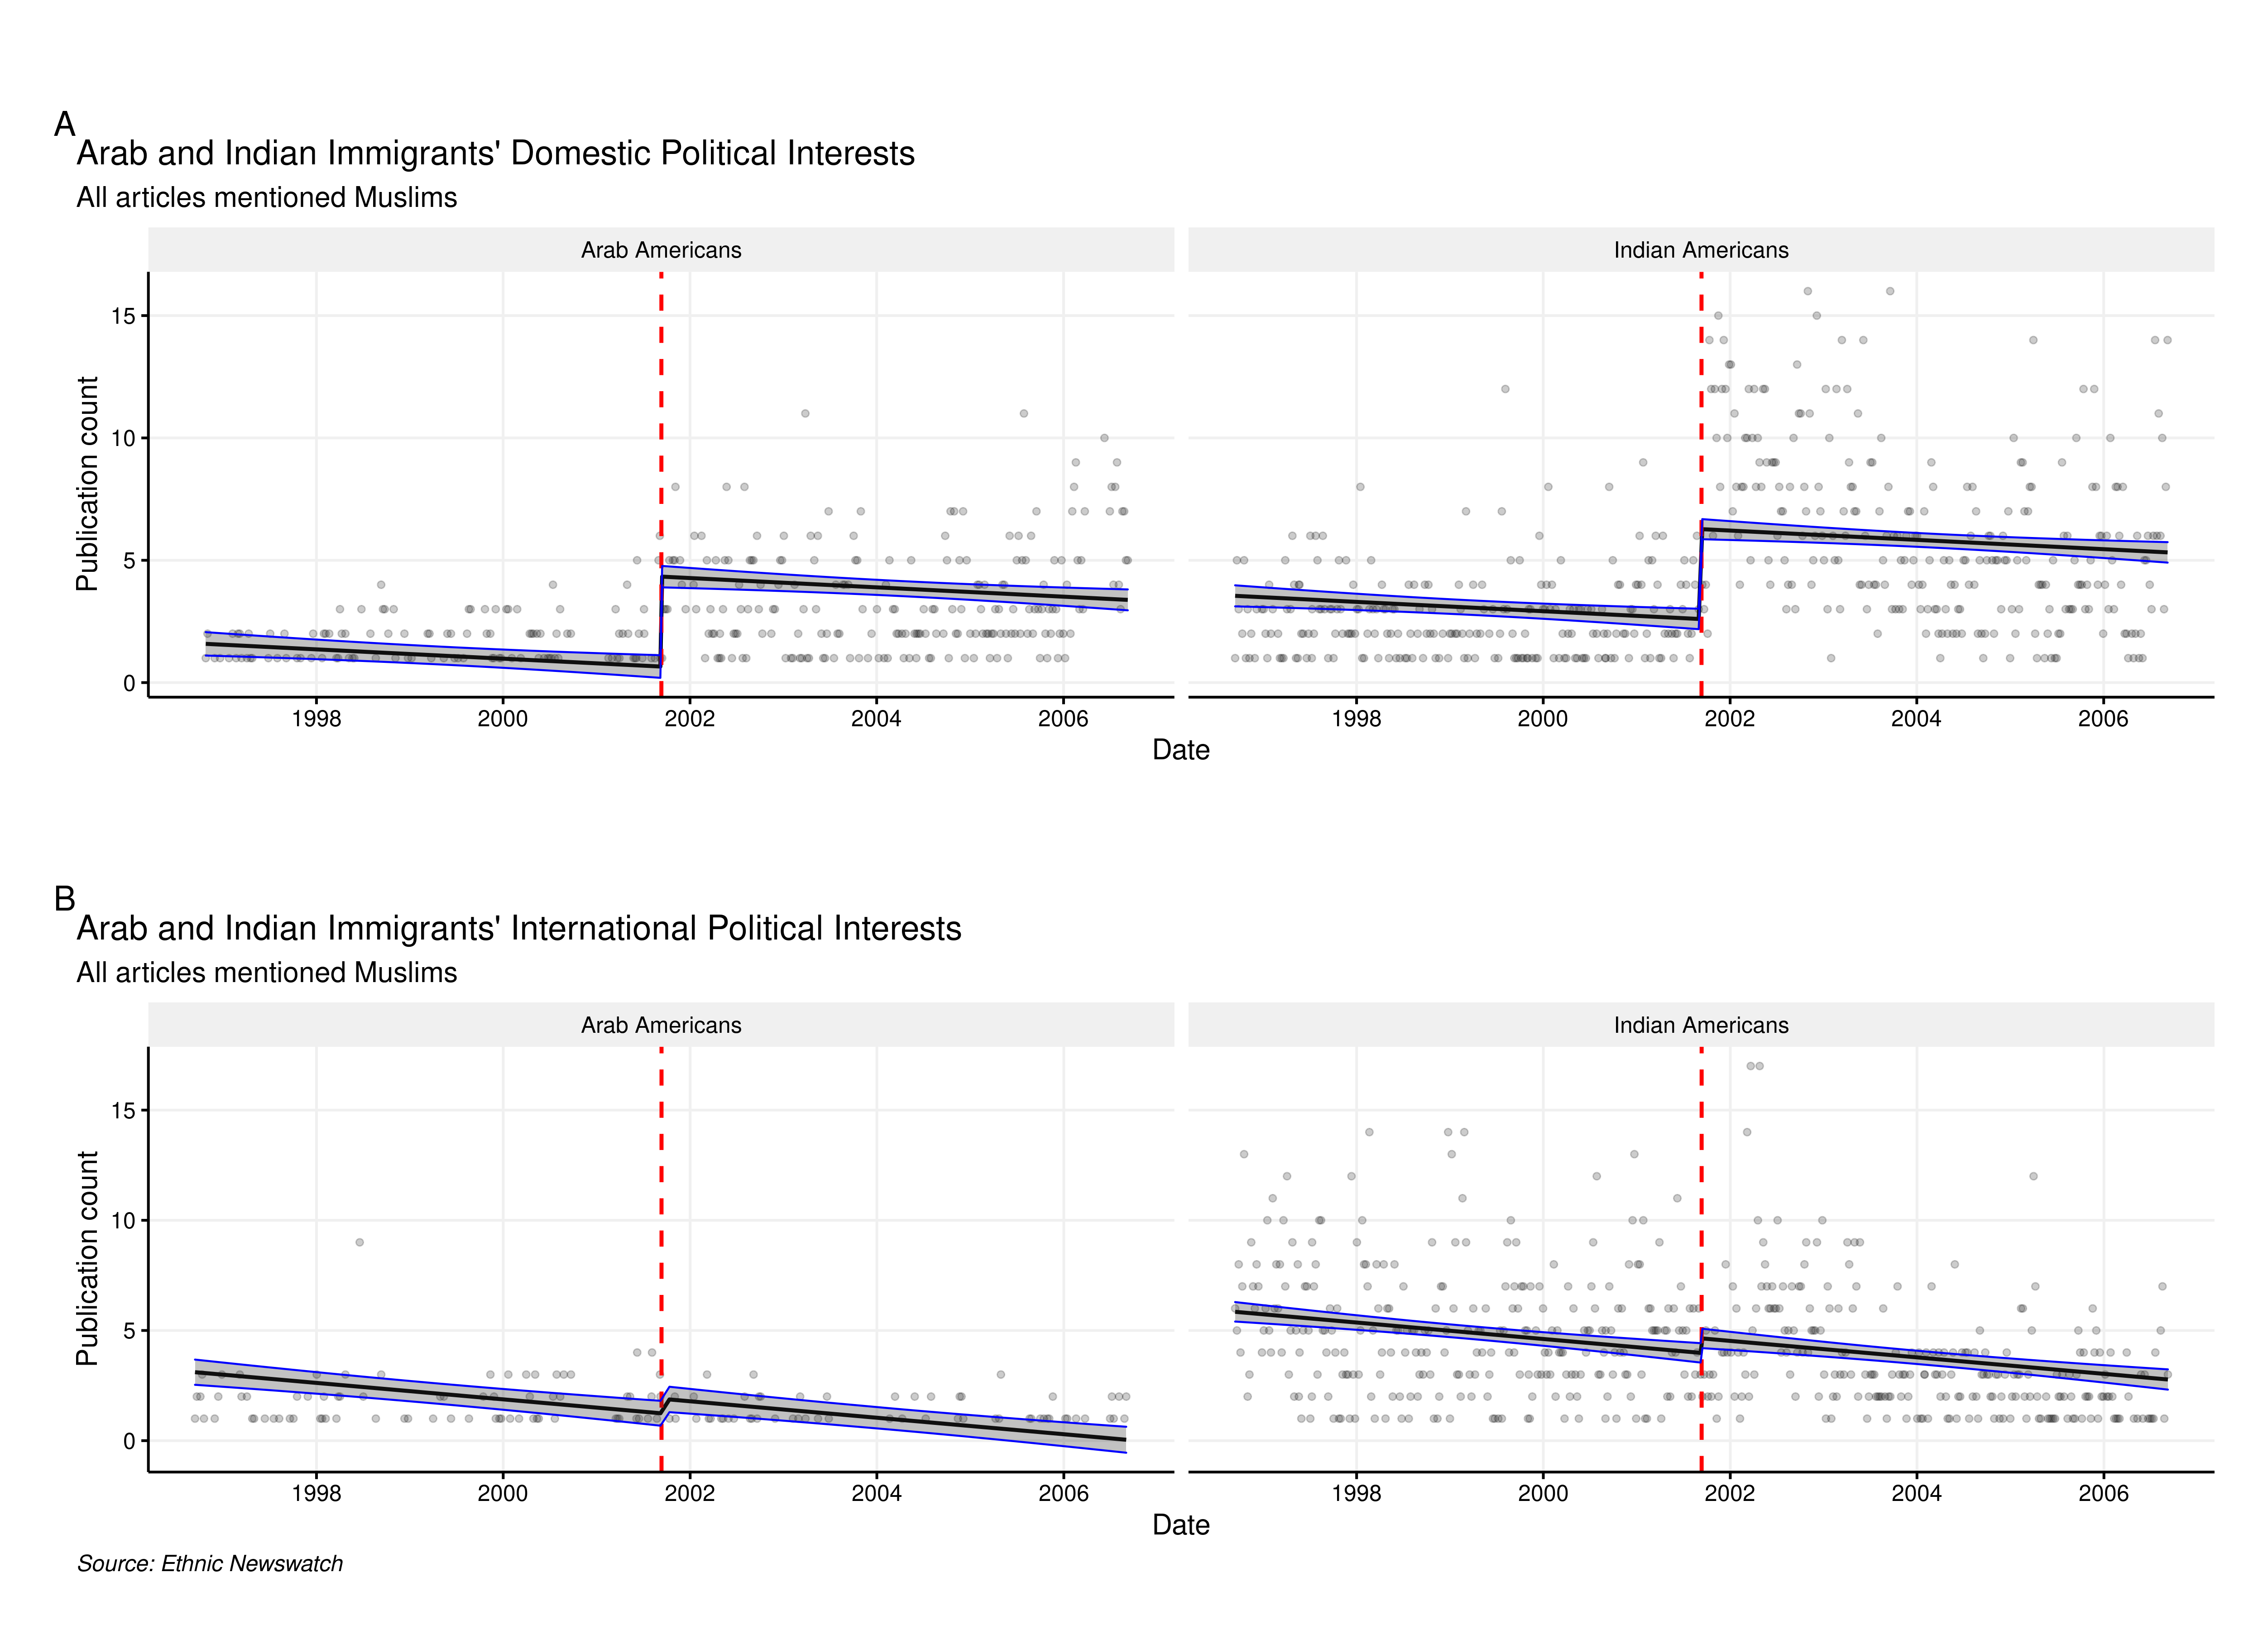 A
Arab and Indian Immigrants' Domestic Political Interests
All articles mentioned Muslims
Arab Americans
Indian Americans
Publication count
15
10
5
0
1998 2000 2002 2004 2006
1998 2000 2002 2004 2006
Date
B
Arab and Indian Immigrants' International Political Interests
All articles mentioned Muslims
Arab Americans
Indian Americans
Publication count
15
10
5
0
1998 2000 2002 2004 2006
1998 2000 2002 2004 2006
Date
Source: Ethnic Newswatch